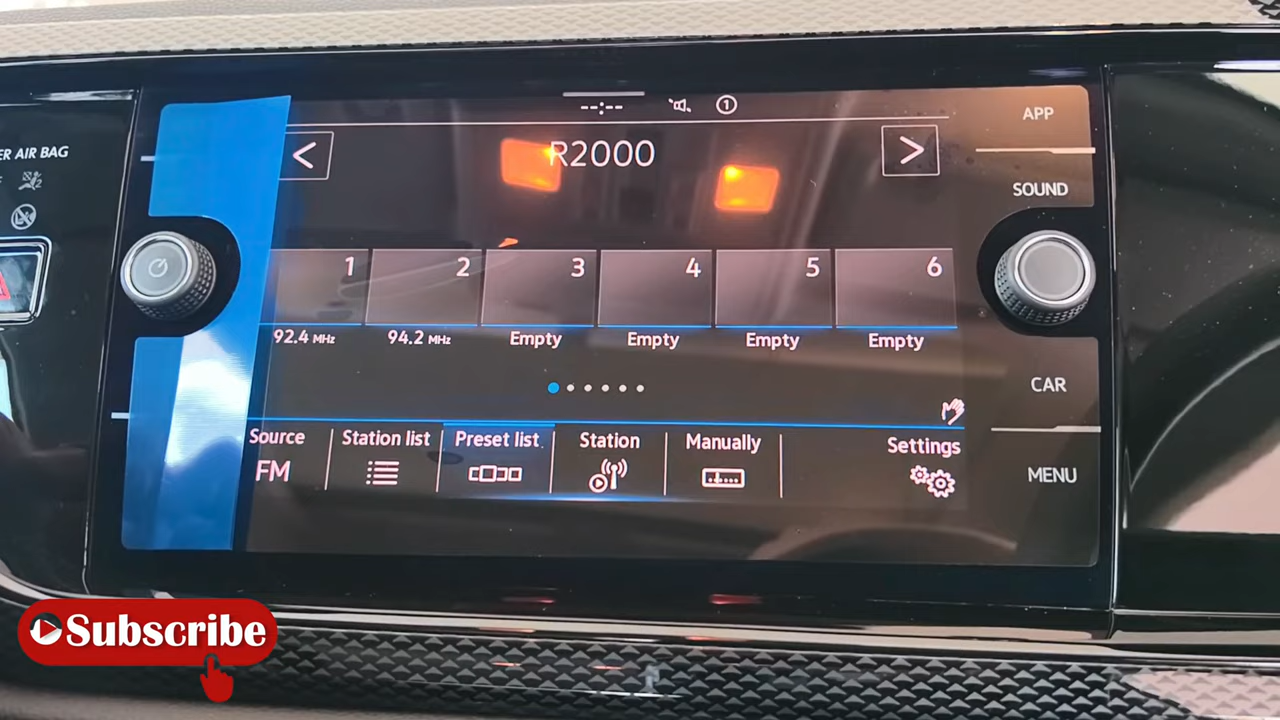 ER AIR BAG
--:--
1
APP
R2000
SOUND
1 2 3 4 5 6
92.4 MHz 94.2 MHz Empty Empty Empty Empty
CAR
Source Station list Preset list Station Manually Settings
FM
MENU
Subscribe